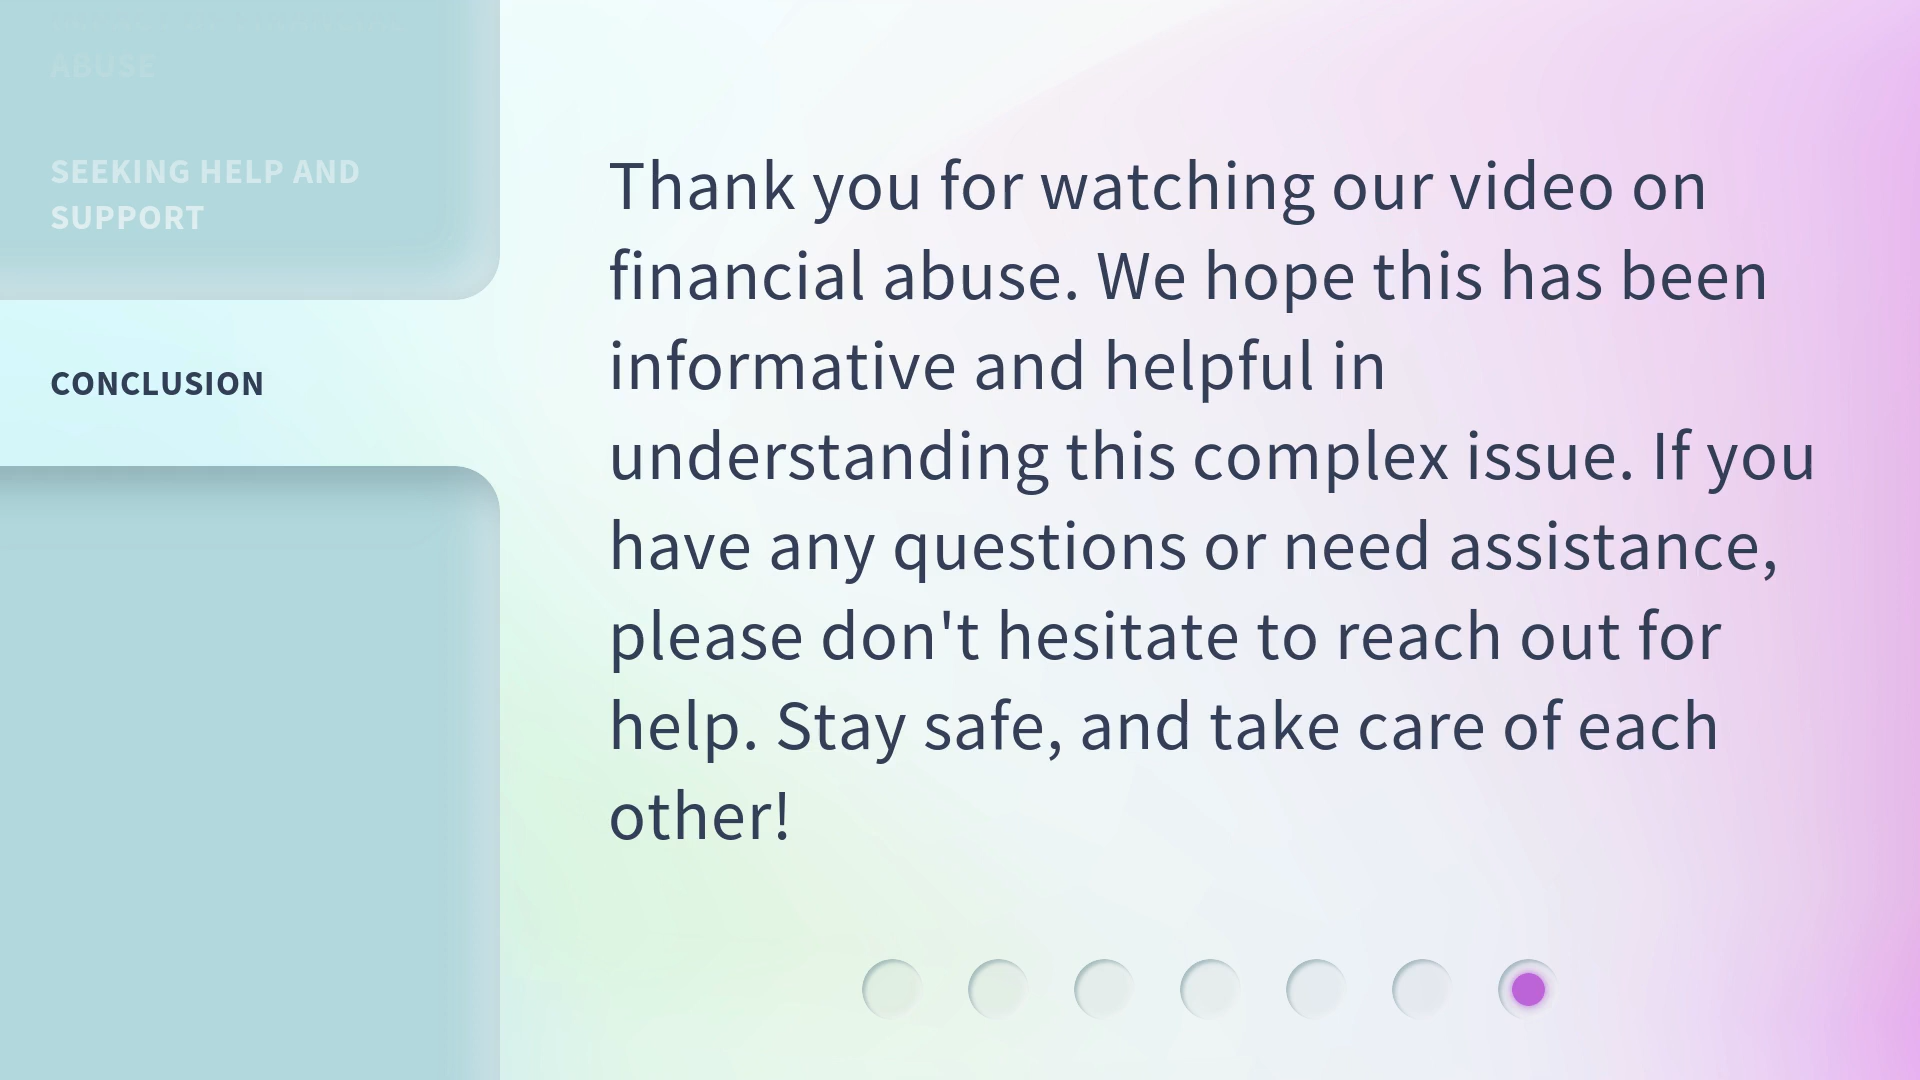 ABUSE
SEEKING HELP AND
SUPPORT
CONCLUSION
Thank you for watching our video on
financial abuse. We hope this has been
informative and helpful in
understanding this complex issue. If you
have any questions or need assistance,
please don't hesitate to reach out for
help. Stay safe, and take care of each
other!